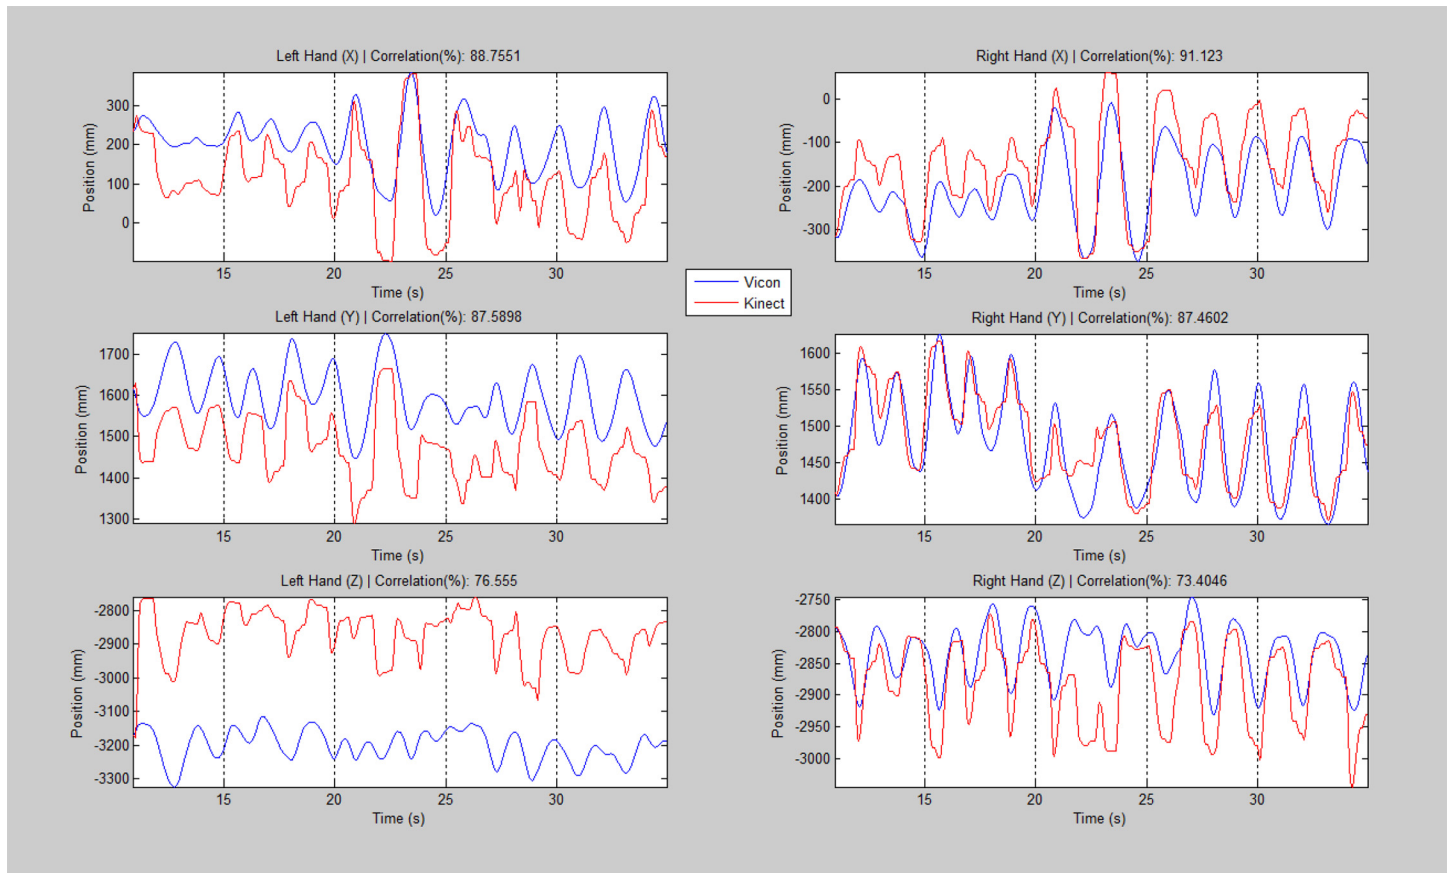 Left Hand (X) | Correlation(%): 88.7551
Position (mm)
300
200
100
0
15 20 25 30
Time (s)
Right Hand (X) | Correlation(%): 91.123
Position (mm)
0
-100
-200
-300
15 20 25 30
Time (s)
Vicon
Kinect
Left Hand (Y) | Correlation(%): 87.5898
Position (mm)
1700
1600
1500
1400
1300
15 20 25 30
Time (s)
Right Hand (Y) | Correlation(%): 87.4602
Position (mm)
1600
1550
1500
1450
1400
15 20 25 30
Time (s)
Left Hand (Z) | Correlation(%): 76.555
Position (mm)
-2800
-2900
-3000
-3100
-3200
-3300
15 20 25 30
Time (s)
Right Hand (Z) | Correlation(%): 73.4046
Position (mm)
-2750
-2800
-2850
-2900
-2950
-3000
15 20 25 30
Time (s)